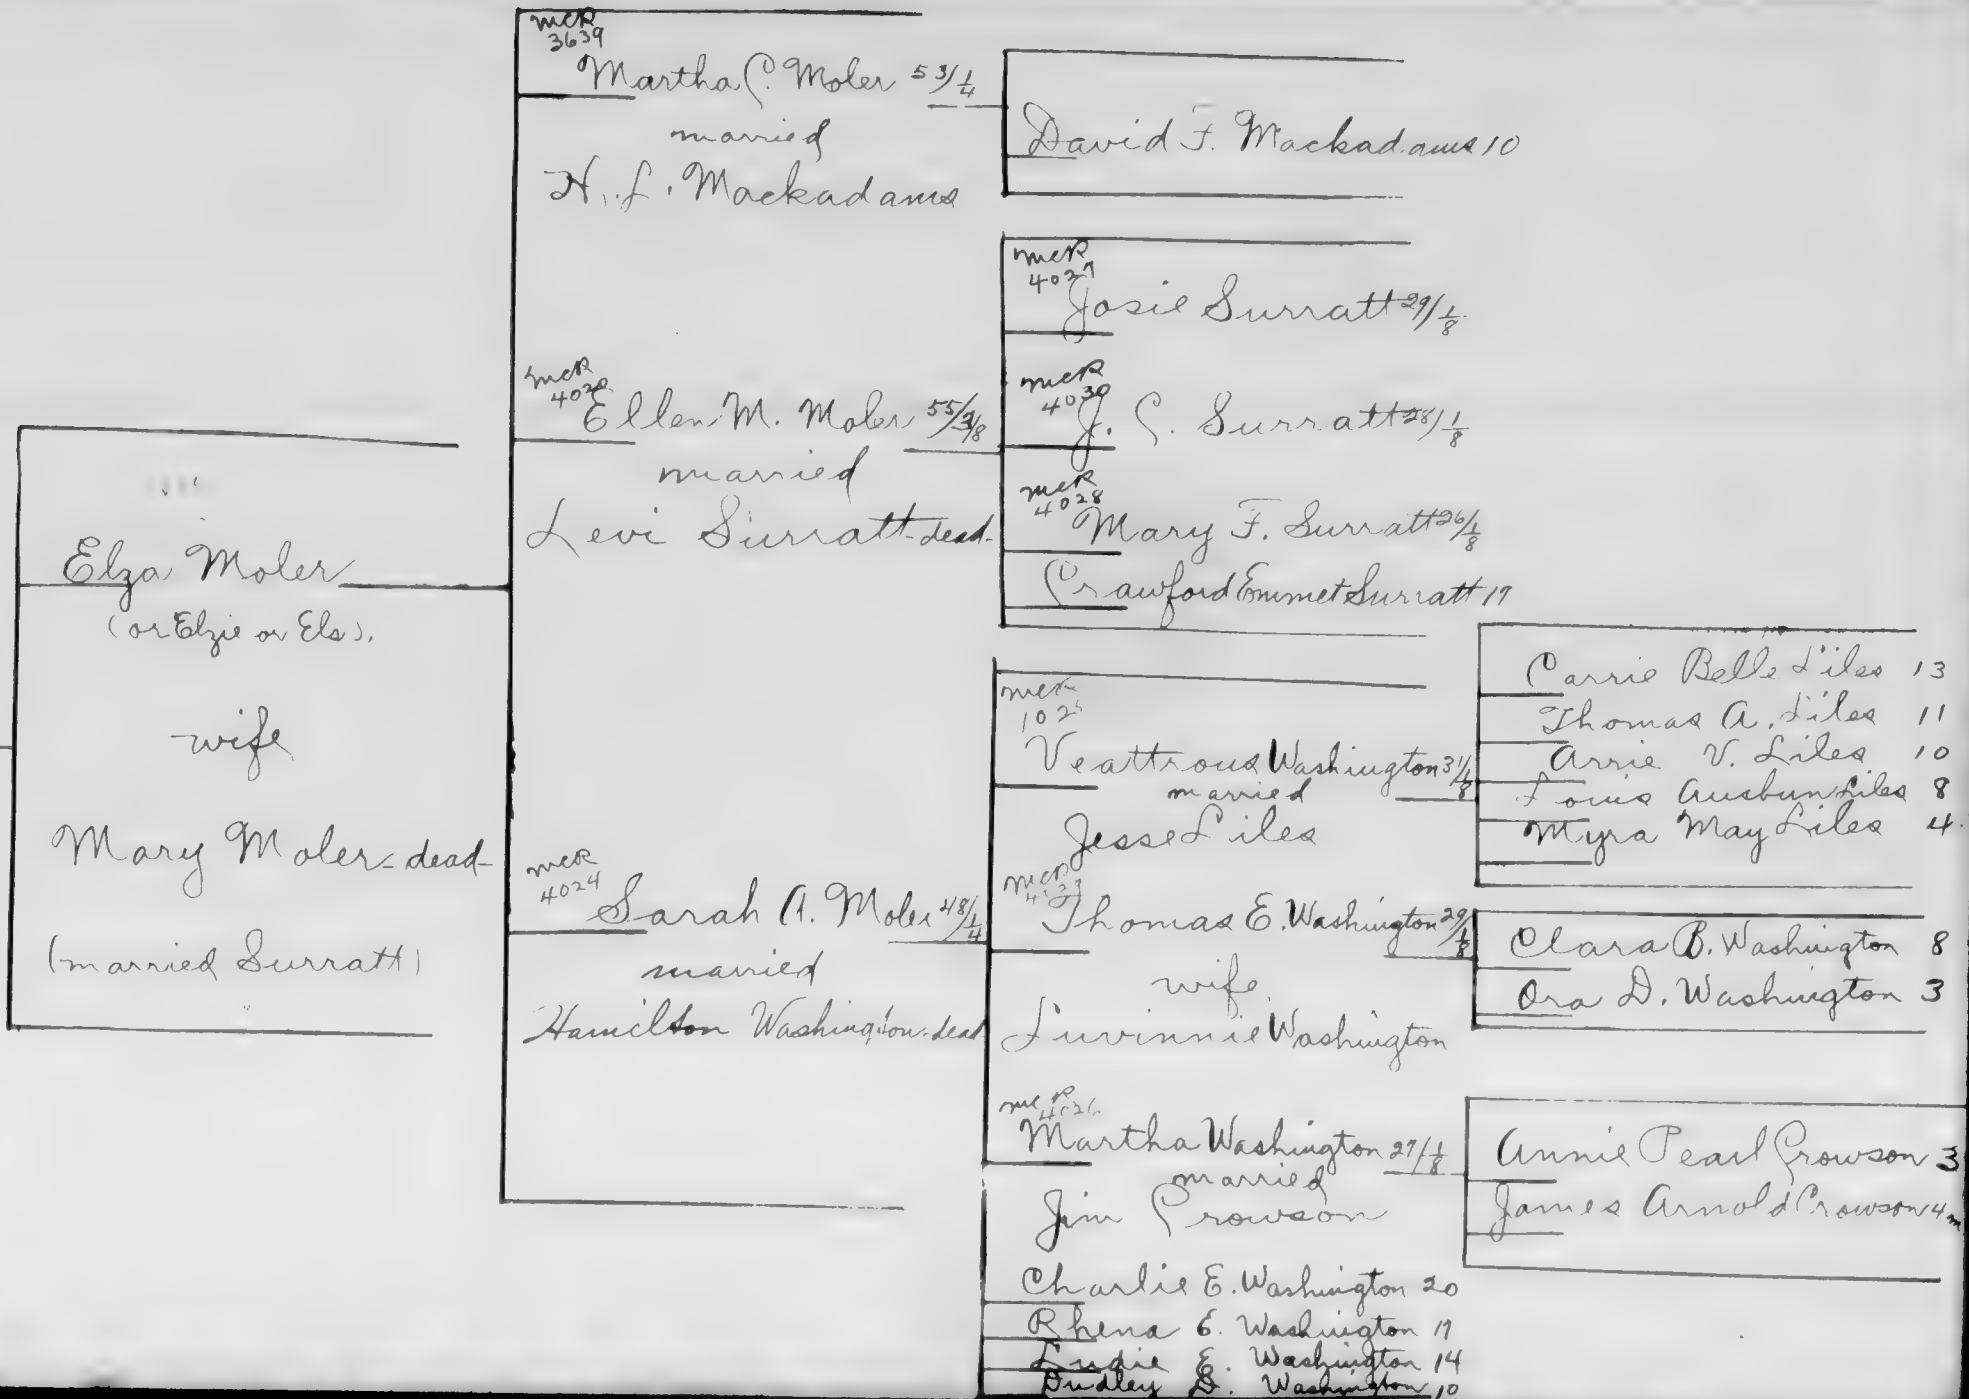 Elza Moler
(or Elzie or Els).
wife
Mary Moler - dead -
(married Surratt)
MCR
3639
Martha C. Moler 53/1/4
married
H. L. Mackadams
MCR
Ellen M. Moler 55/3/8
married
Levi Surratt - dead -
MCR
4024
Sarah A. Moler 48/1/4
married
Hamilton Washington - dead
David F. Mackadams 10
MCR
4027
Josie Surratt 29/1/8
MCR
4030
J. C. Surratt 28/1/8
MCR
4028
Mary F. Surratt 26/1/8
Crawford Emmet Surratt 17
MCR
Veattrous Washington 31/1/8
married
Jesse Liles
MCR
Thomas E. Washington 29/1/8
wife
Luvinnie Washington
MCR
4026
Martha Washington 27/1/8
married
Jim Crowson
Charlie E. Washington 20
Rhena E. Washington 17
Ludie E. Washington 14
Dudley D. Washington 10
Carrie Belle Liles 13
Thomas A. Liles 11
Arrie V. Liles 10
Louis Ausbun Liles 8
Myra May Liles 4
Clara B. Washington 8
Ora D. Washington 3
Annie Pearl Crowson 3
James Arnold Crowson 4m